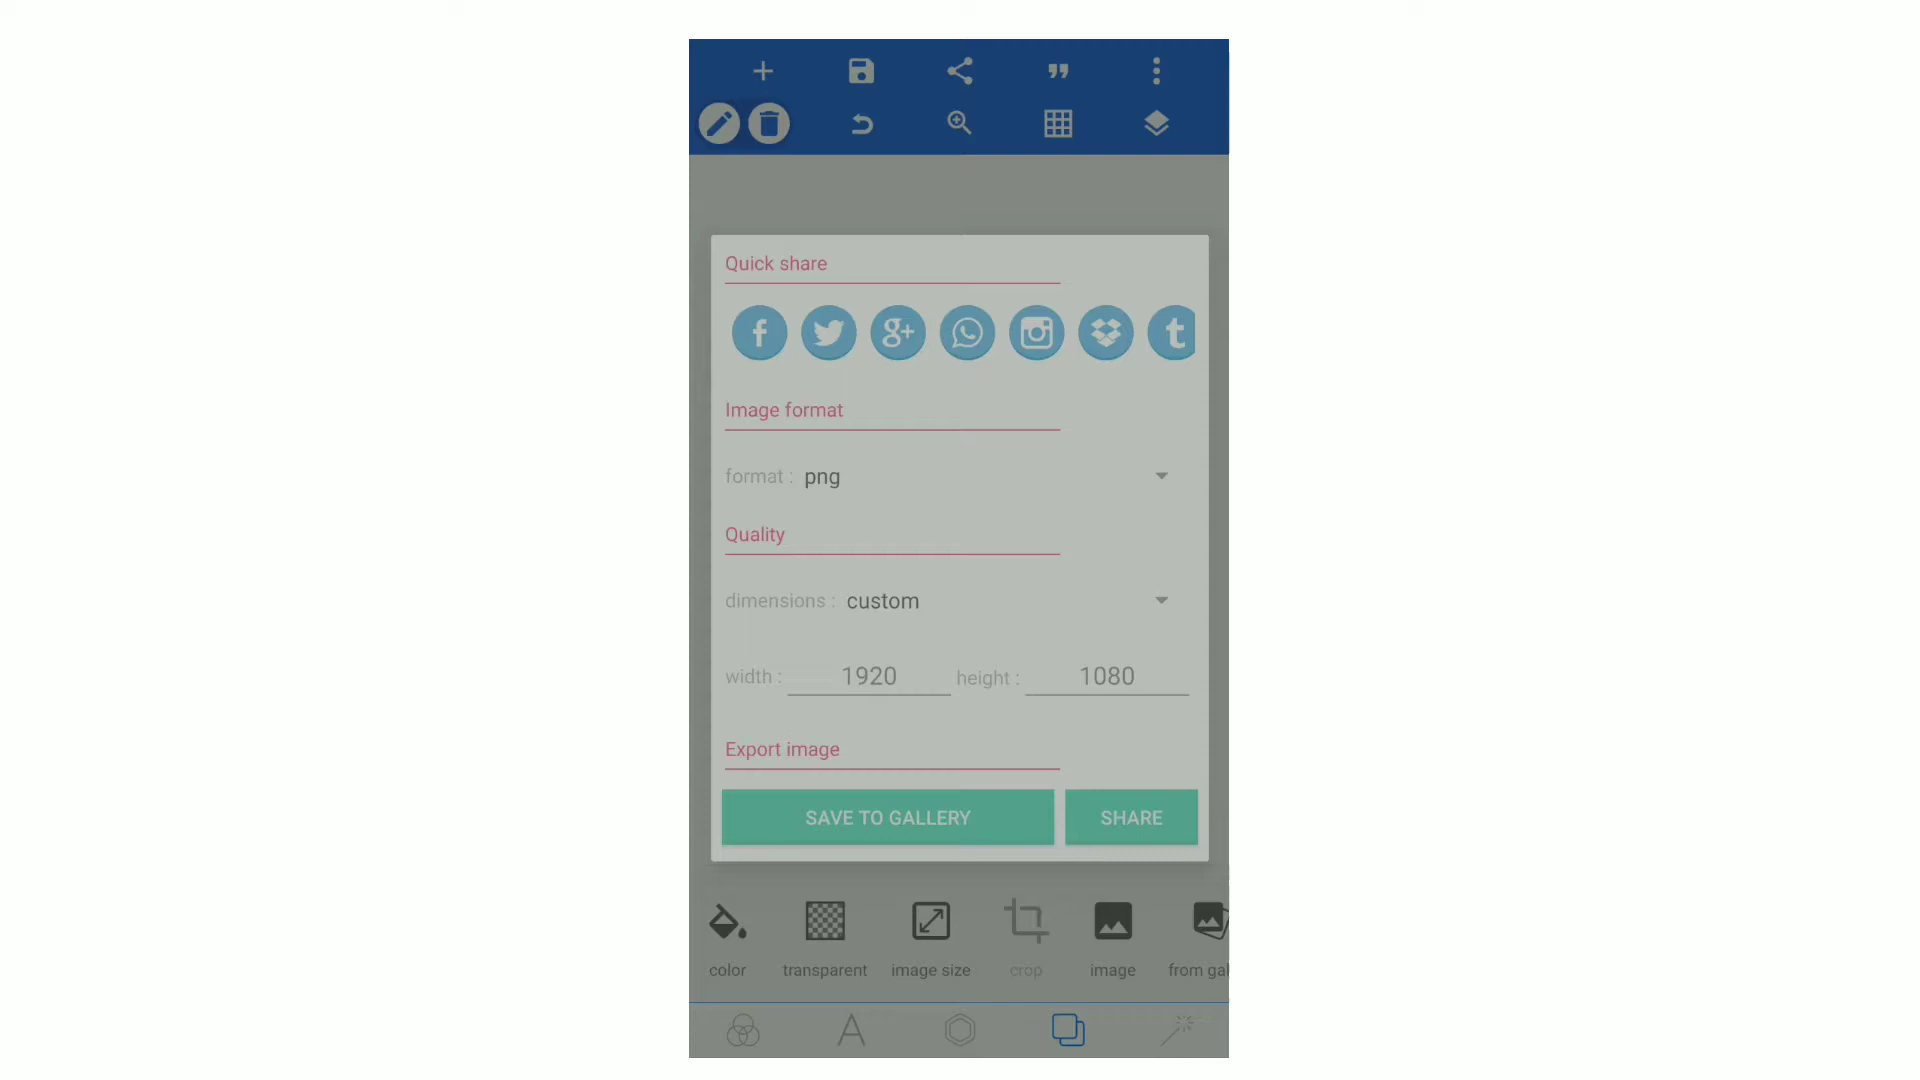 Quick share
Image format
format : png
Quality
dimensions : custom
width : 1920 height : 1080
Export image
SAVE TO GALLERY SHARE
color transparent image size crop image from gal